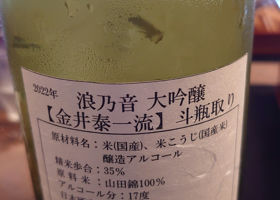 2022年
浪乃音 大吟醸
【金井泰一流】 斗瓶取り
原材料名：米(国産)、米こうじ(国産米)
醸造アルコール
精米歩合：35%
原料米：山田錦100%
アルコール分：17度
日本酒